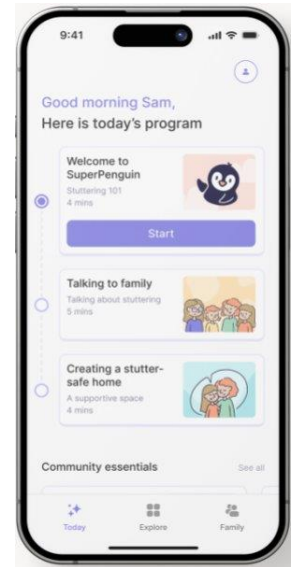 9:41
Good morning Sam,
Here is today's program
Welcome to
SuperPenguin
Stuttering 101
4 mins
Start
Talking to family
Talking about stuttering
5 mins
Creating a stutter-
safe home
A supportive space
4 mins
Community essentials
See all
Today
Explore
Family